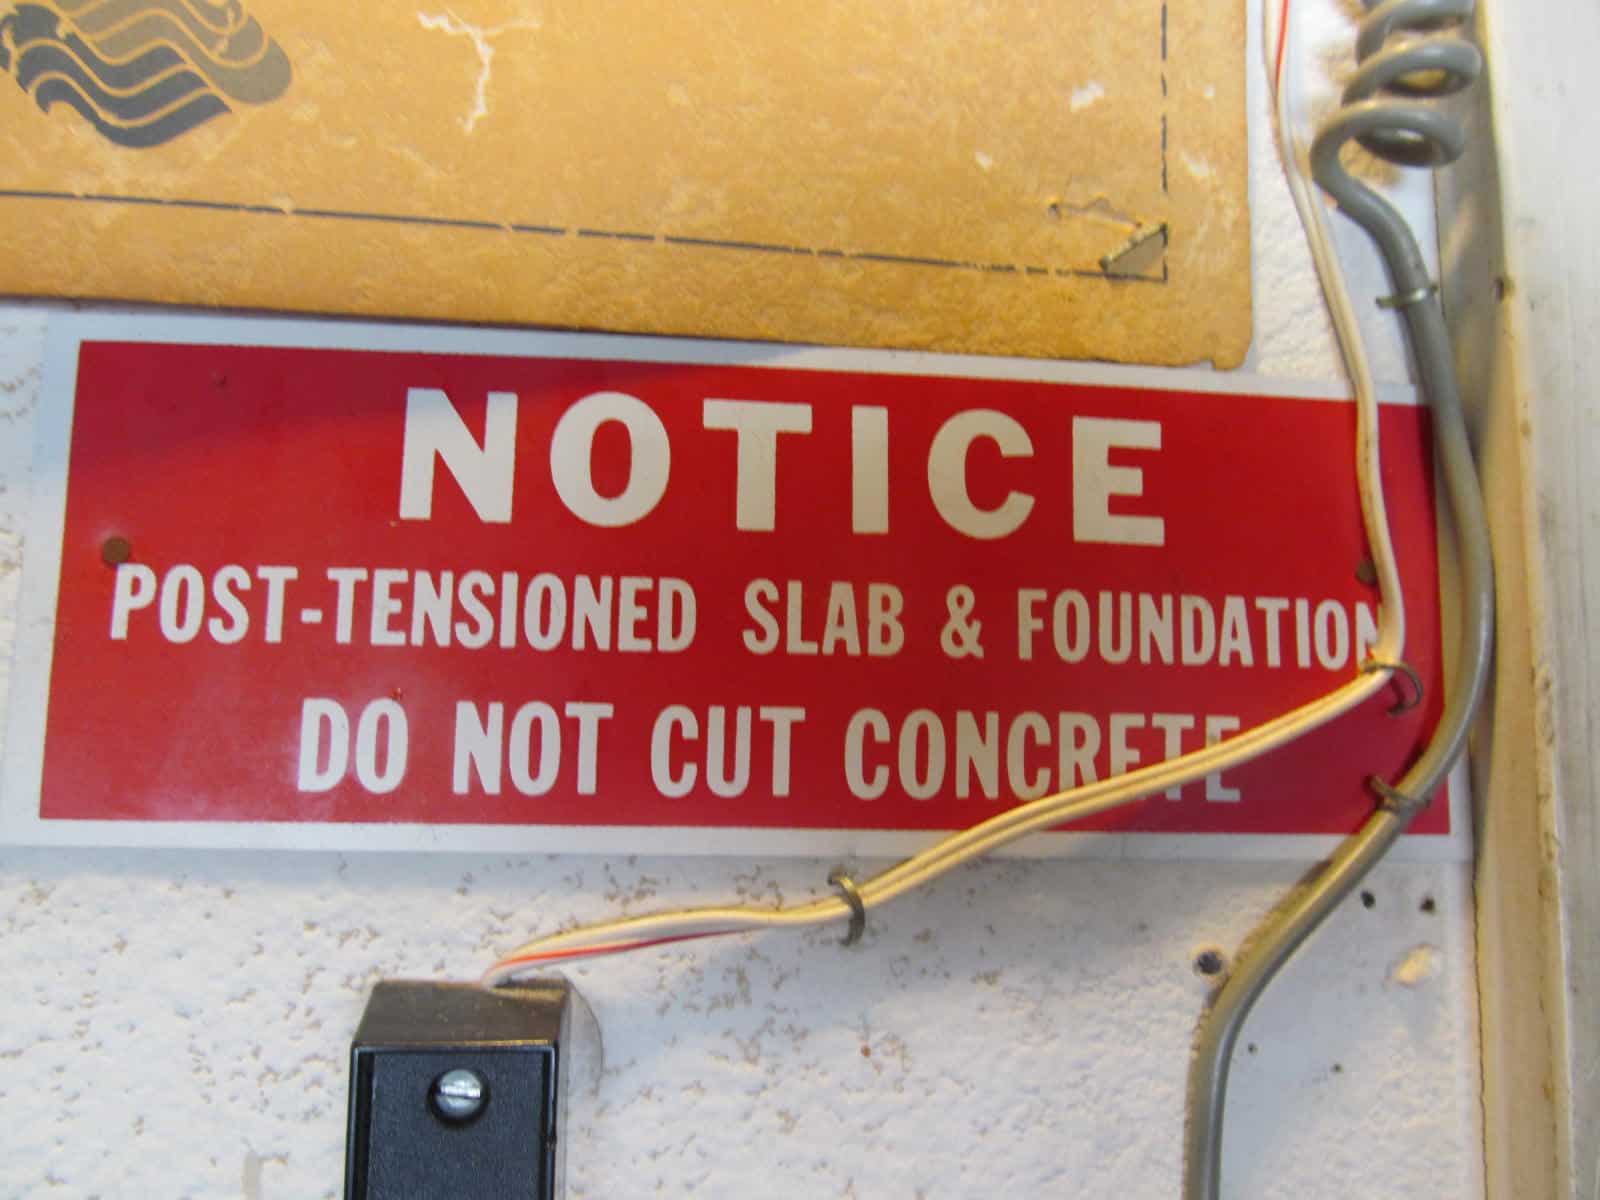 NOTICE
POST-TENSIONED SLAB & FOUNDATION
DO NOT CUT CONCRETE